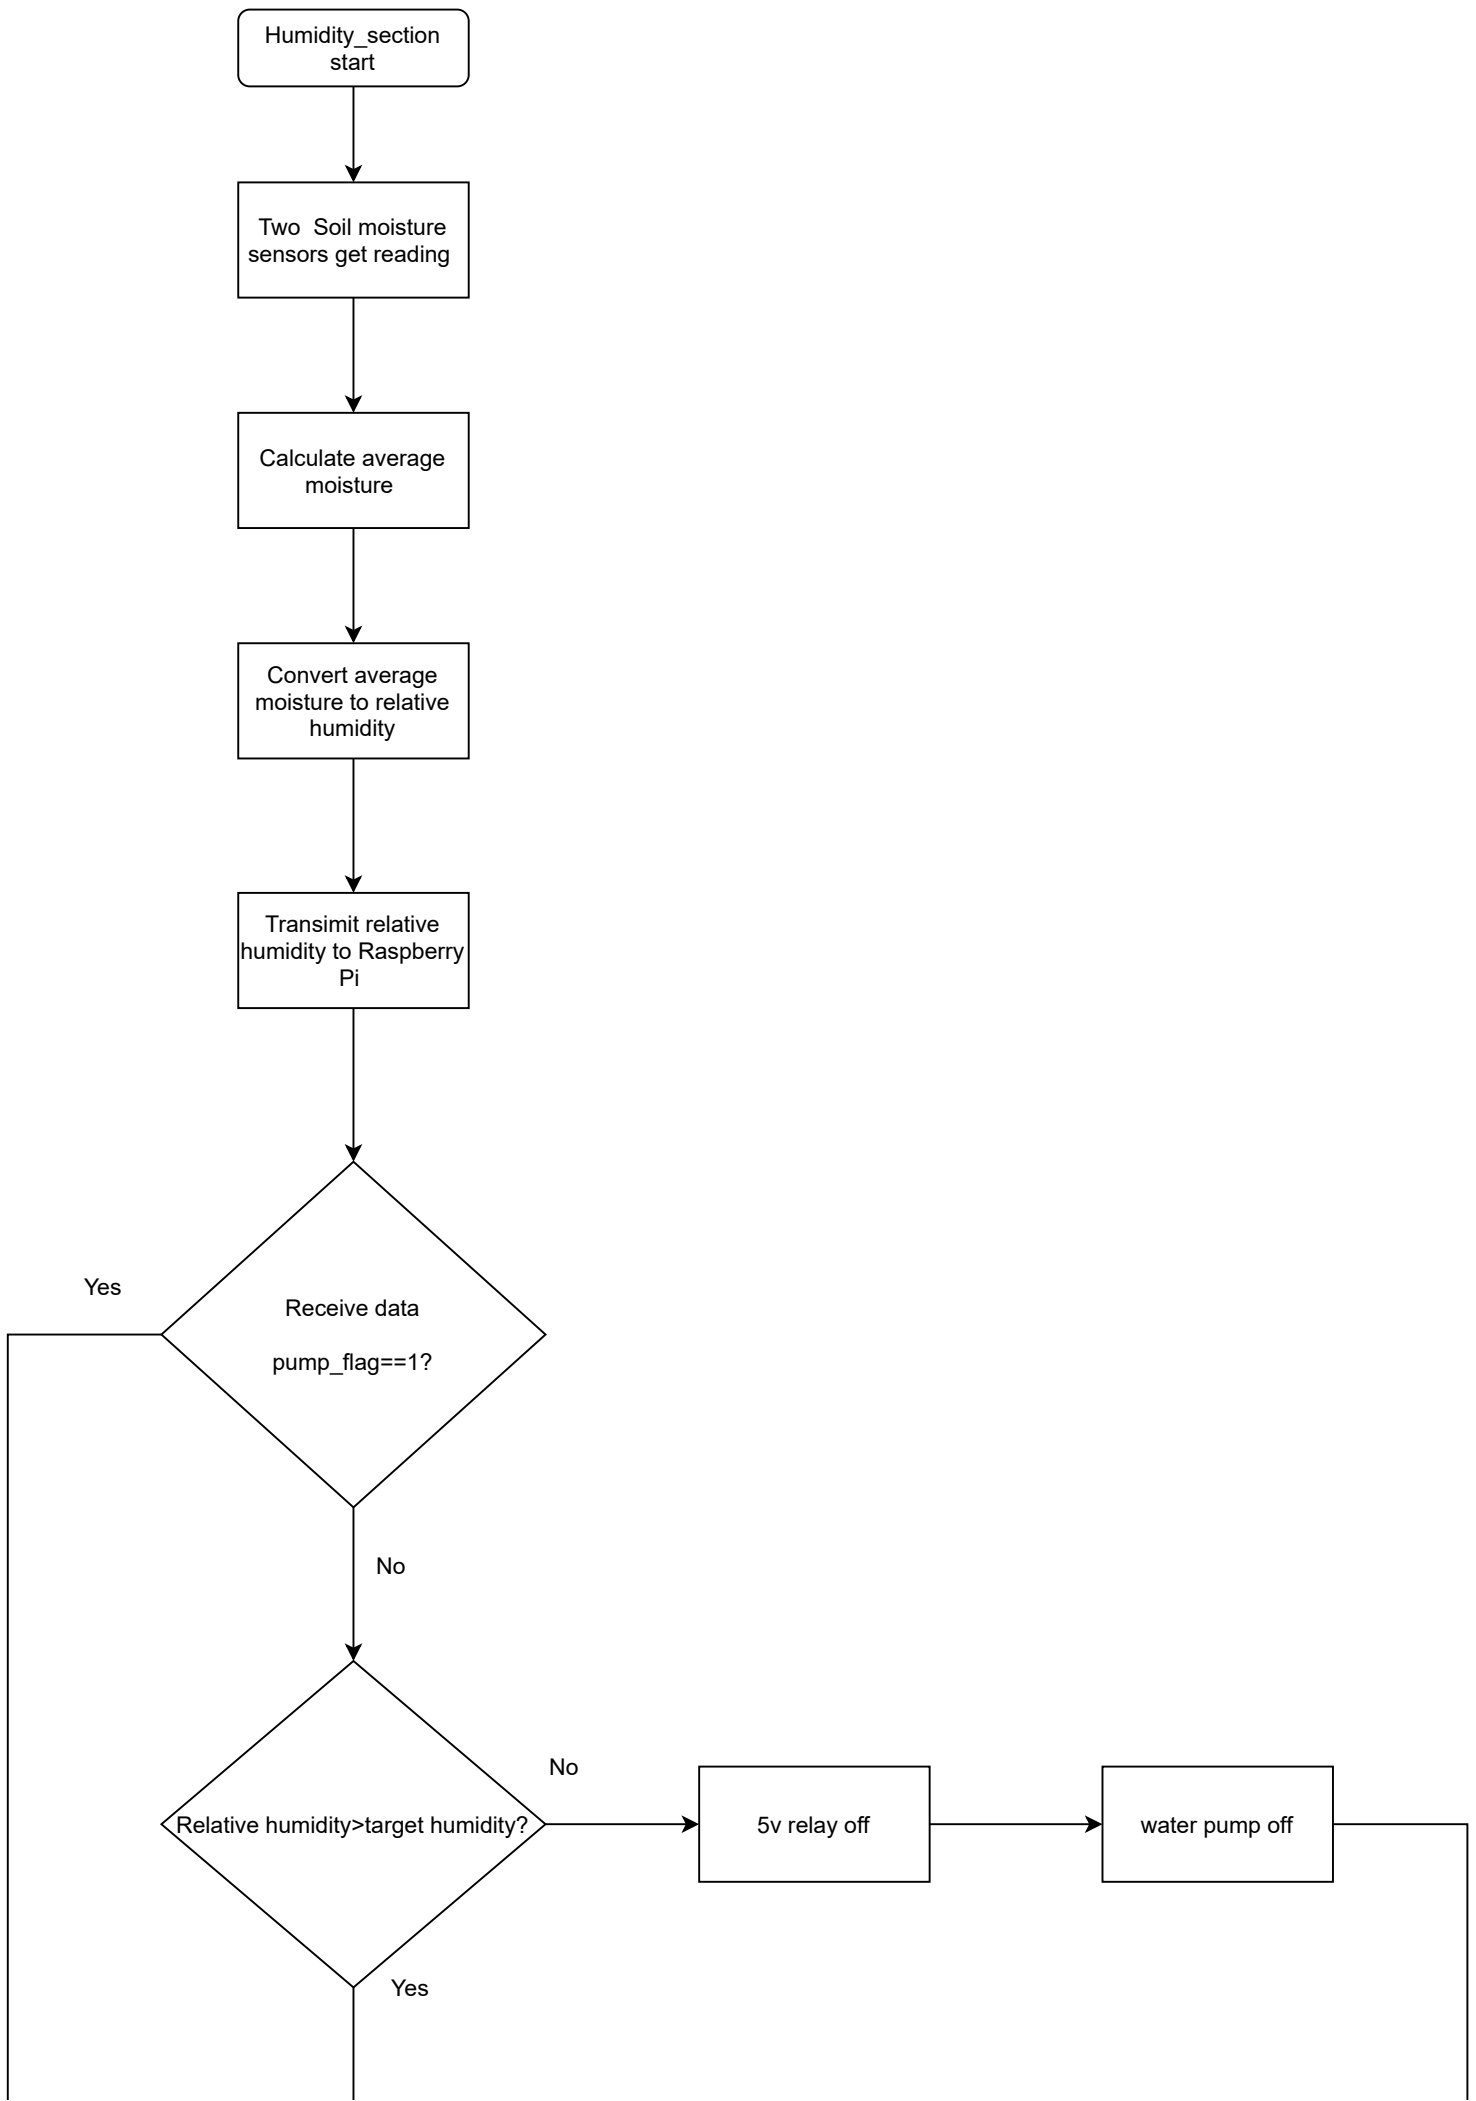 Humidity_section
start
Two  Soil moisture
sensors get reading
Calculate average
moisture
Convert average
moisture to relative
humidity
Transimit relative
humidity to Raspberry
Pi
Yes
Receive data
pump_flag==1?
No
No
Relative humidity>target humidity?
5v relay off
water pump off
Yes